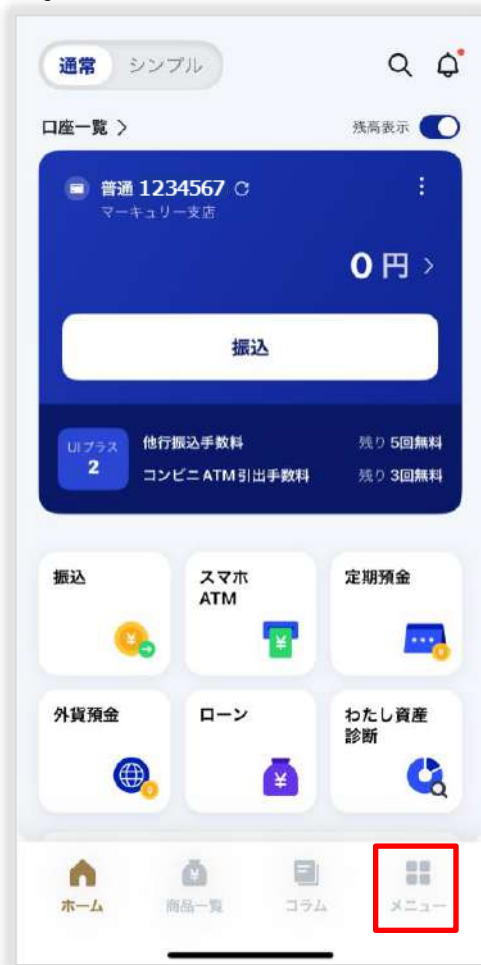 通常 シンプル
口座一覧 〉 残高表示
普通 1234567
マーキュリー支店
0 円 〉
振込
UIプラス 他行振込手数料 残り 5回無料
2 コンビニATM引出手数料 残り 3回無料
振込 スマホ 定期預金
ATM
外貨預金 ローン わたし資産
診断
ホーム 商品一覧 コラム メニュー